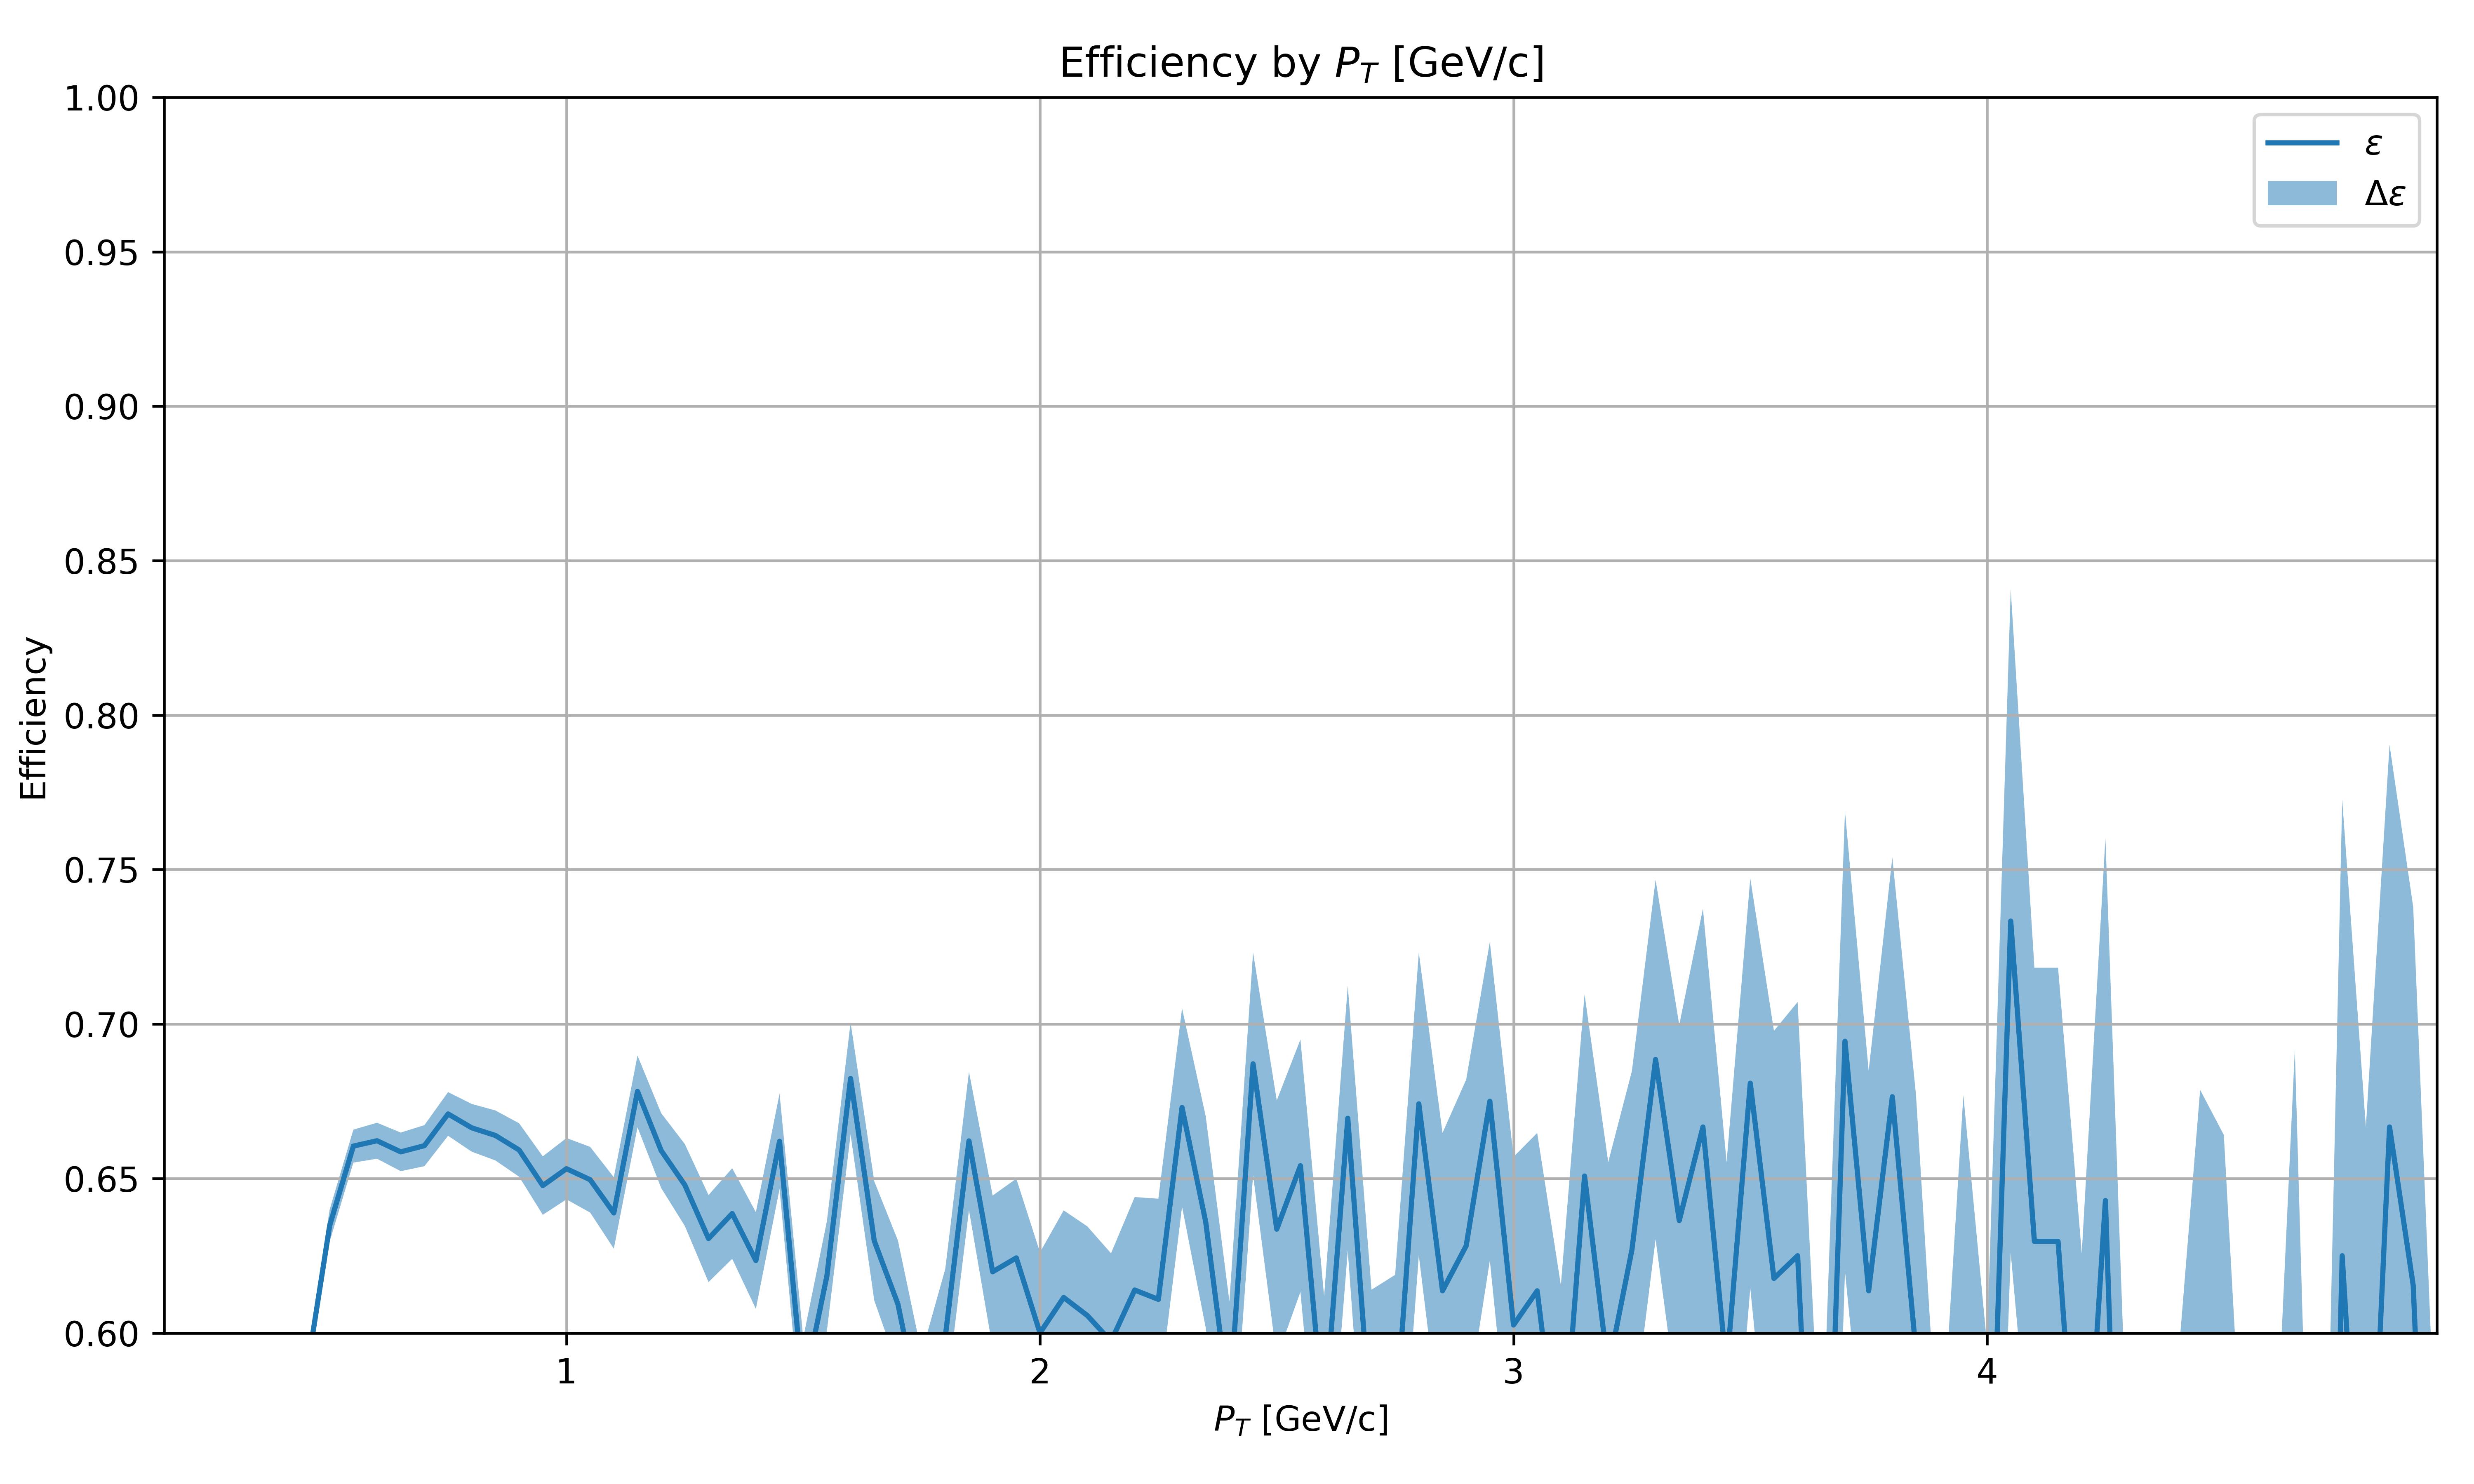 Efficiency by P_T [GeV/c]
1.00
0.95
0.90
0.85
0.80
0.75
0.70
0.65
0.60
Efficiency
ε
Δε
1 2 3 4
P_T [GeV/c]